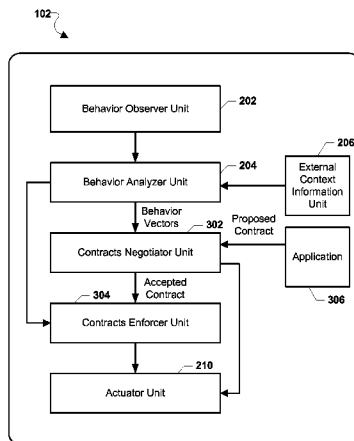 102
Behavior Observer Unit
202
Behavior Analyzer Unit
204
206
External
Context
Information
Unit
Behavior
Vectors
302
Proposed
Contract
Contracts Negotiator Unit
Application
306
304
Accepted
Contract
Contracts Enforcer Unit
210
Actuator Unit